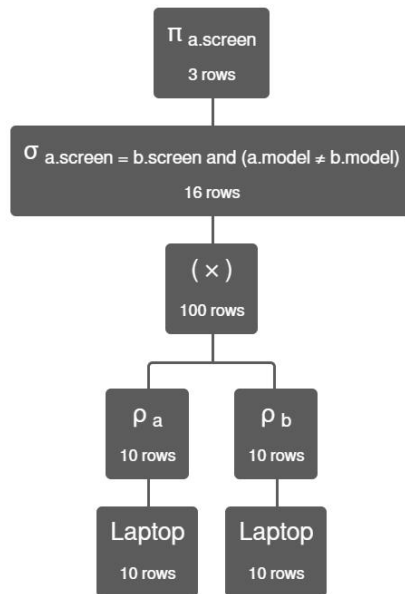 π a.screen
3 rows
σ a.screen = b.screen and (a.model ≠ b.model)
16 rows
( × )
100 rows
ρ a
10 rows
ρ b
10 rows
Laptop
10 rows
Laptop
10 rows